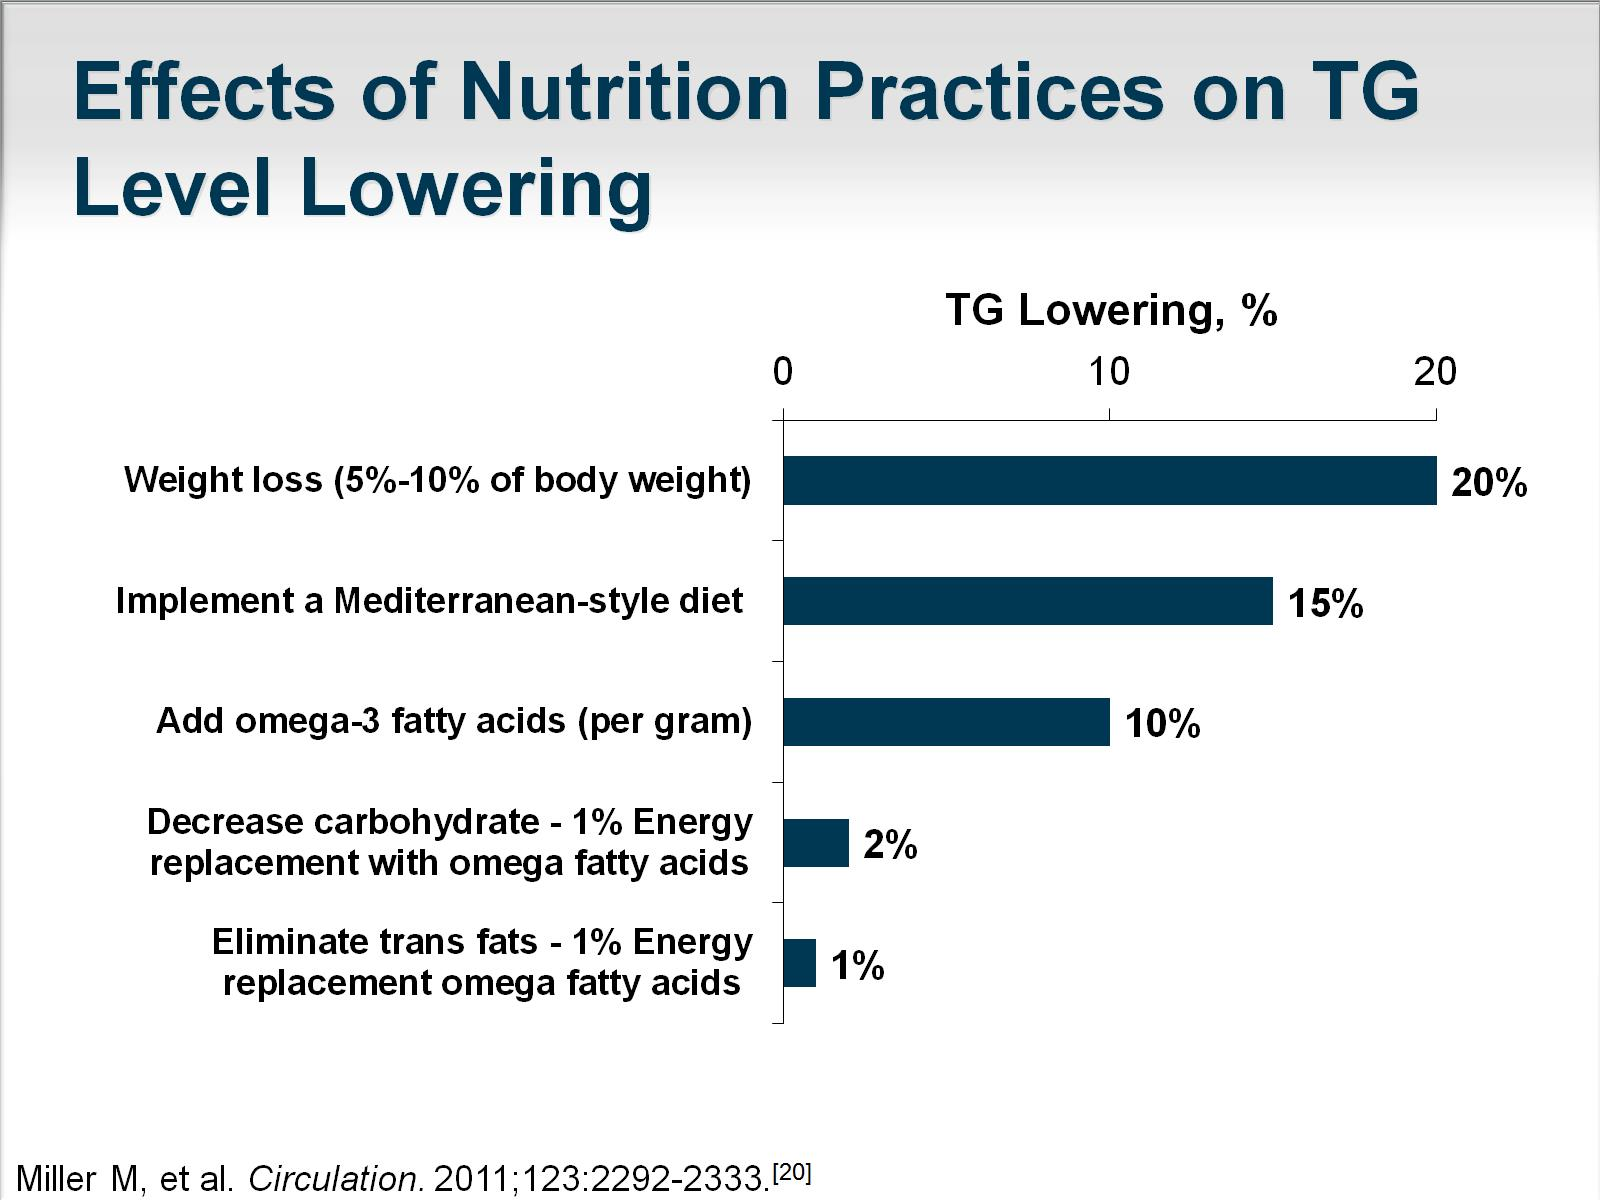 Effects of Nutrition Practices on TG
Level Lowering
TG Lowering, %
0 10 20
Weight loss (5%-10% of body weight) 20%
Implement a Mediterranean-style diet 15%
Add omega-3 fatty acids (per gram) 10%
Decrease carbohydrate - 1% Energy
replacement with omega fatty acids 2%
Eliminate trans fats - 1% Energy
replacement omega fatty acids 1%
Miller M, et al. Circulation. 2011;123:2292-2333.[20]